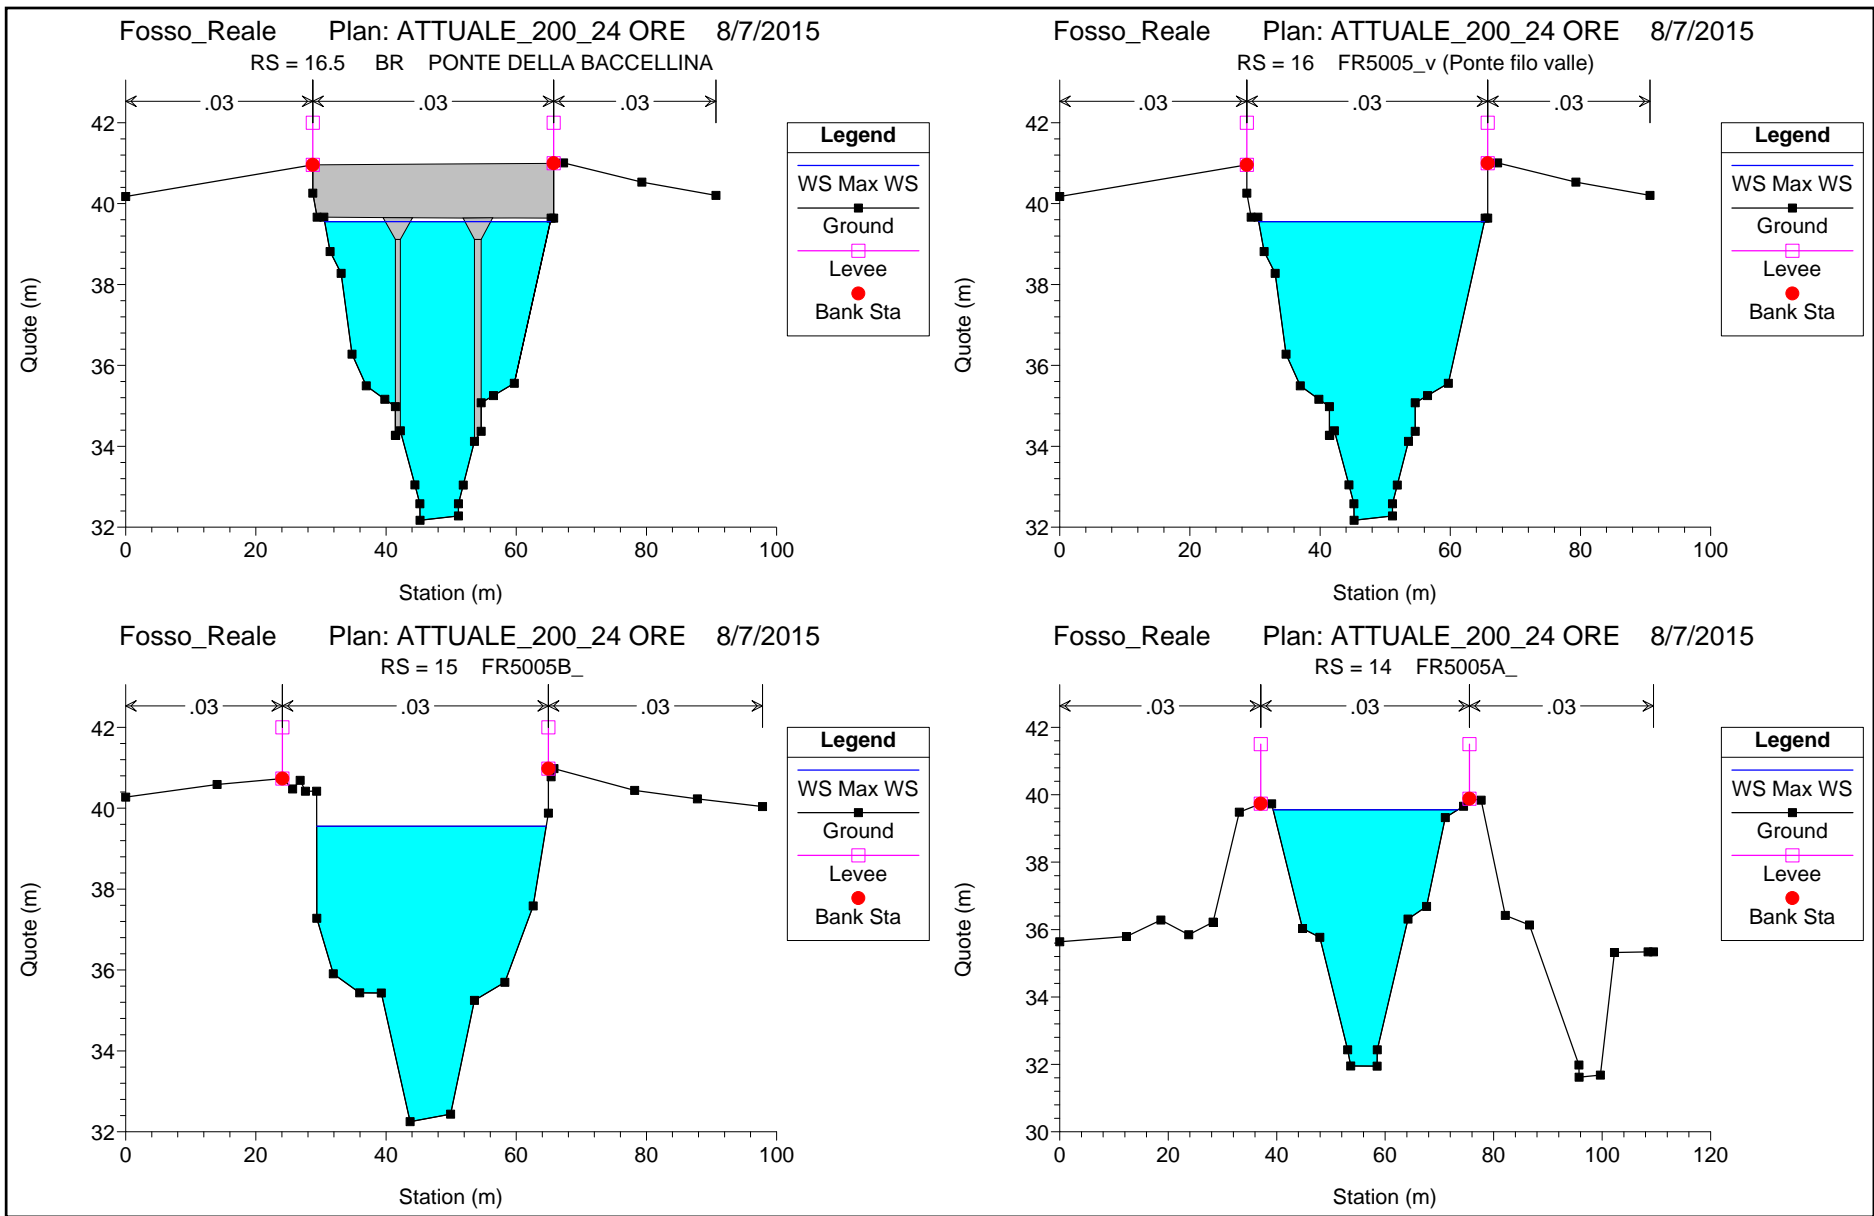 Fosso_Reale Plan: ATTUALE_200_24 ORE 8/7/2015
RS = 16.5 BR PONTE DELLA BACCELLINA
.03 .03 .03
42
40
38
36
34
32
Quote (m)
0 20 40 60 80 100
Station (m)
Legend
WS Max WS
Ground
Levee
Bank Sta
Fosso_Reale Plan: ATTUALE_200_24 ORE 8/7/2015
RS = 16 FR5005_v (Ponte filo valle)
.03 .03 .03
42
40
38
36
34
32
Quote (m)
0 20 40 60 80 100
Station (m)
Legend
WS Max WS
Ground
Levee
Bank Sta
Fosso_Reale Plan: ATTUALE_200_24 ORE 8/7/2015
RS = 15 FR5005B_
.03 .03 .03
42
40
38
36
34
32
Quote (m)
0 20 40 60 80 100
Station (m)
Legend
WS Max WS
Ground
Levee
Bank Sta
Fosso_Reale Plan: ATTUALE_200_24 ORE 8/7/2015
RS = 14 FR5005A_
.03 .03 .03
42
40
38
36
34
32
30
Quote (m)
0 20 40 60 80 100 120
Station (m)
Legend
WS Max WS
Ground
Levee
Bank Sta